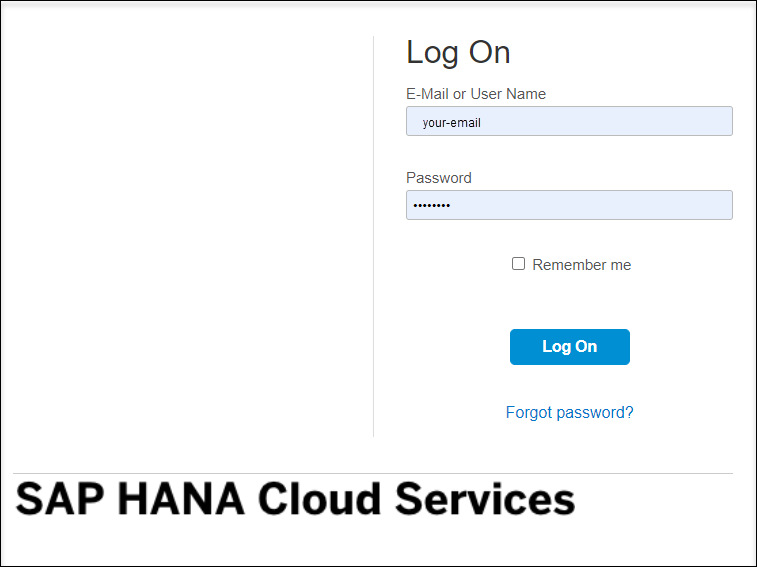 Log On
E-Mail or User Name
your-email
Password
••••••••
Remember me
Log On
Forgot password?
SAP HANA Cloud Services